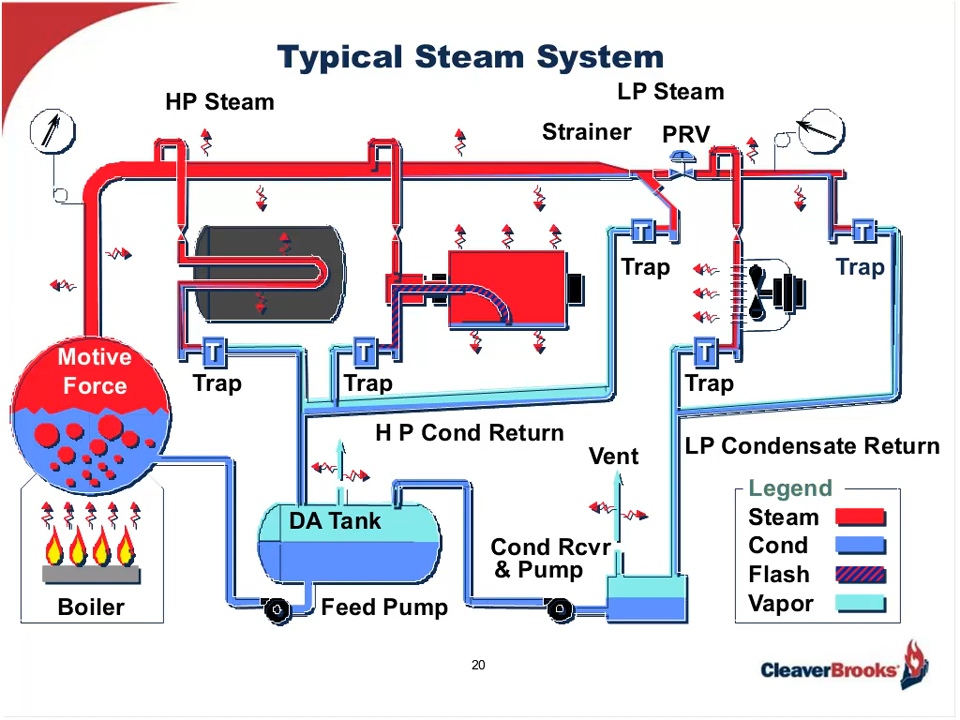 Typical Steam System
HP Steam
LP Steam
Strainer
PRV
T
T
Trap
Trap
Motive
Force
T
T
T
Trap
Trap
Trap
H P Cond Return
LP Condensate Return
Vent
Legend
Steam
Cond
Flash
Vapor
DA Tank
Cond Rcvr
& Pump
Boiler
Feed Pump
20
CleaverBrooks